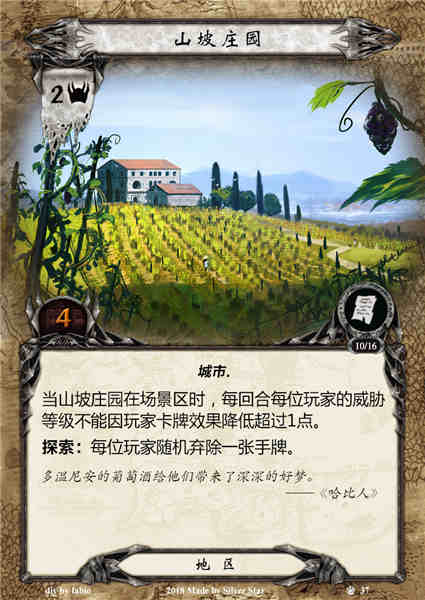 山坡庄园
2
4
10/16
城市.
当山坡庄园在场景区时，每回合每位玩家的威胁
等级不能因玩家卡牌效果降低超过1点。
探索：每位玩家随机弃除一张手牌。
多温尼安的葡萄酒给他们带来了深深的好梦。
——《哈比人》
地 区
diy by fabio
2018 Made by Silver Star
37